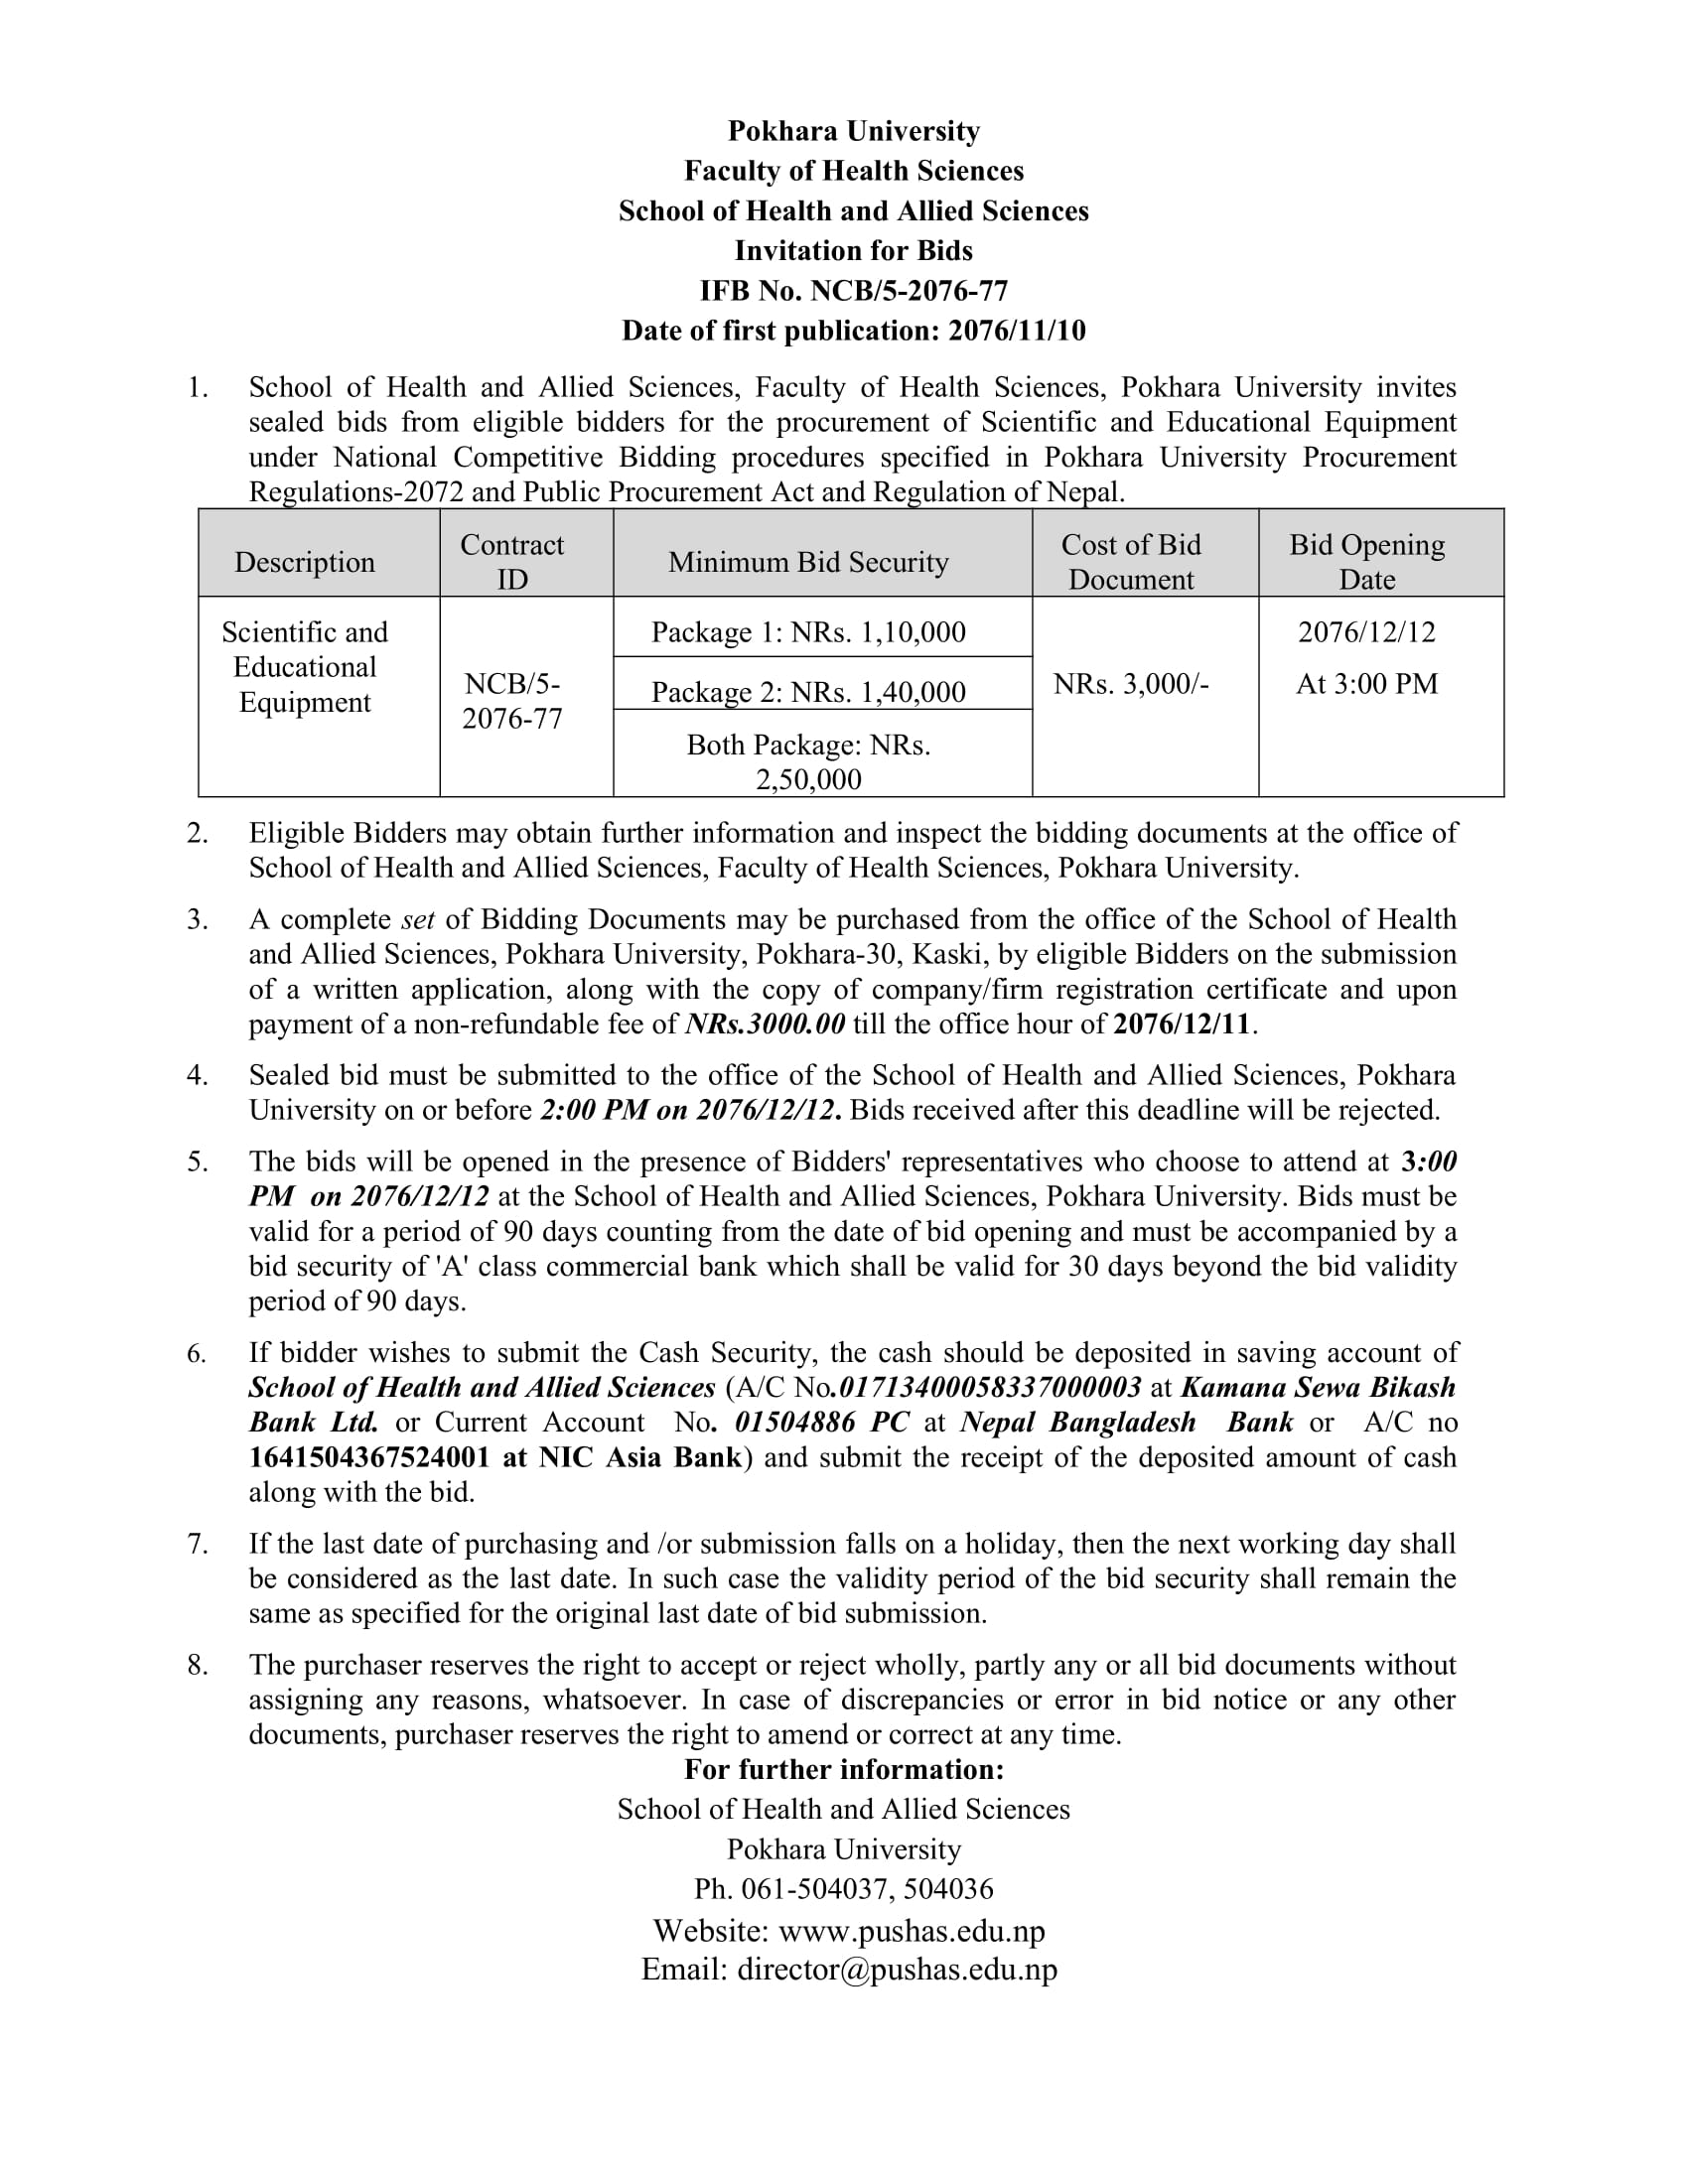 Pokhara University
Faculty of Health Sciences
School of Health and Allied Sciences
Invitation for Bids
IFB No. NCB/5-2076-77
Date of first publication: 2076/11/10
1. School of Health and Allied Sciences, Faculty of Health Sciences, Pokhara University invites
sealed bids from eligible bidders for the procurement of Scientific and Educational Equipment
under National Competitive Bidding procedures specified in Pokhara University Procurement
Regulations-2072 and Public Procurement Act and Regulation of Nepal.
Description
Contract
ID
Minimum Bid Security
Cost of Bid
Document
Bid Opening
Date
Scientific and
Educational
Equipment
NCB/5-
2076-77
Package 1: NRs. 1,10,000
Package 2: NRs. 1,40,000
Both Package: NRs.
2,50,000
NRs. 3,000/-
2076/12/12
At 3:00 PM
2. Eligible Bidders may obtain further information and inspect the bidding documents at the office of
School of Health and Allied Sciences, Faculty of Health Sciences, Pokhara University.
3. A complete set of Bidding Documents may be purchased from the office of the School of Health
and Allied Sciences, Pokhara University, Pokhara-30, Kaski, by eligible Bidders on the submission
of a written application, along with the copy of company/firm registration certificate and upon
payment of a non-refundable fee of NRs.3000.00 till the office hour of 2076/12/11.
4. Sealed bid must be submitted to the office of the School of Health and Allied Sciences, Pokhara
University on or before 2:00 PM on 2076/12/12. Bids received after this deadline will be rejected.
5. The bids will be opened in the presence of Bidders' representatives who choose to attend at 3:00
PM on 2076/12/12 at the School of Health and Allied Sciences, Pokhara University. Bids must be
valid for a period of 90 days counting from the date of bid opening and must be accompanied by a
bid security of 'A' class commercial bank which shall be valid for 30 days beyond the bid validity
period of 90 days.
6. If bidder wishes to submit the Cash Security, the cash should be deposited in saving account of
School of Health and Allied Sciences (A/C No.01713400058337000003 at Kamana Sewa Bikash
Bank Ltd. or Current Account No. 01504886 PC at Nepal Bangladesh Bank or A/C no
1641504367524001 at NIC Asia Bank) and submit the receipt of the deposited amount of cash
along with the bid.
7. If the last date of purchasing and /or submission falls on a holiday, then the next working day shall
be considered as the last date. In such case the validity period of the bid security shall remain the
same as specified for the original last date of bid submission.
8. The purchaser reserves the right to accept or reject wholly, partly any or all bid documents without
assigning any reasons, whatsoever. In case of discrepancies or error in bid notice or any other
documents, purchaser reserves the right to amend or correct at any time.
For further information:
School of Health and Allied Sciences
Pokhara University
Ph. 061-504037, 504036
Website: www.pushas.edu.np
Email: director@pushas.edu.np